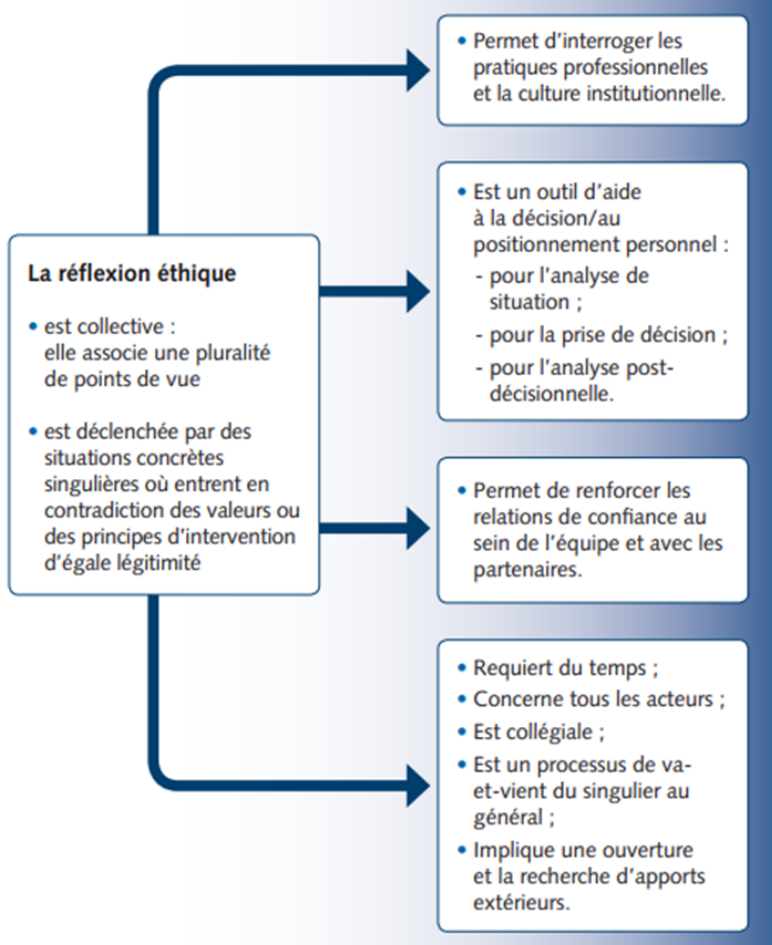 La réflexion éthique
• est collective :
elle associe une pluralité
de points de vue
• est déclenchée par des
situations concrètes
singulières où entrent en
contradiction des valeurs ou
des principes d'intervention
d'égale légitimité
• Permet d'interroger les
pratiques professionnelles
et la culture institutionnelle.
• Est un outil d'aide
à la décision/au
positionnement personnel :
- pour l'analyse de
situation ;
- pour la prise de décision ;
- pour l'analyse post-
décisionnelle.
• Permet de renforcer les
relations de confiance au
sein de l'équipe et avec les
partenaires.
• Requiert du temps ;
• Concerne tous les acteurs ;
• Est collégiale ;
• Est un processus de va-
et-vient du singulier au
général ;
• Implique une ouverture
et la recherche d'apports
extérieurs.